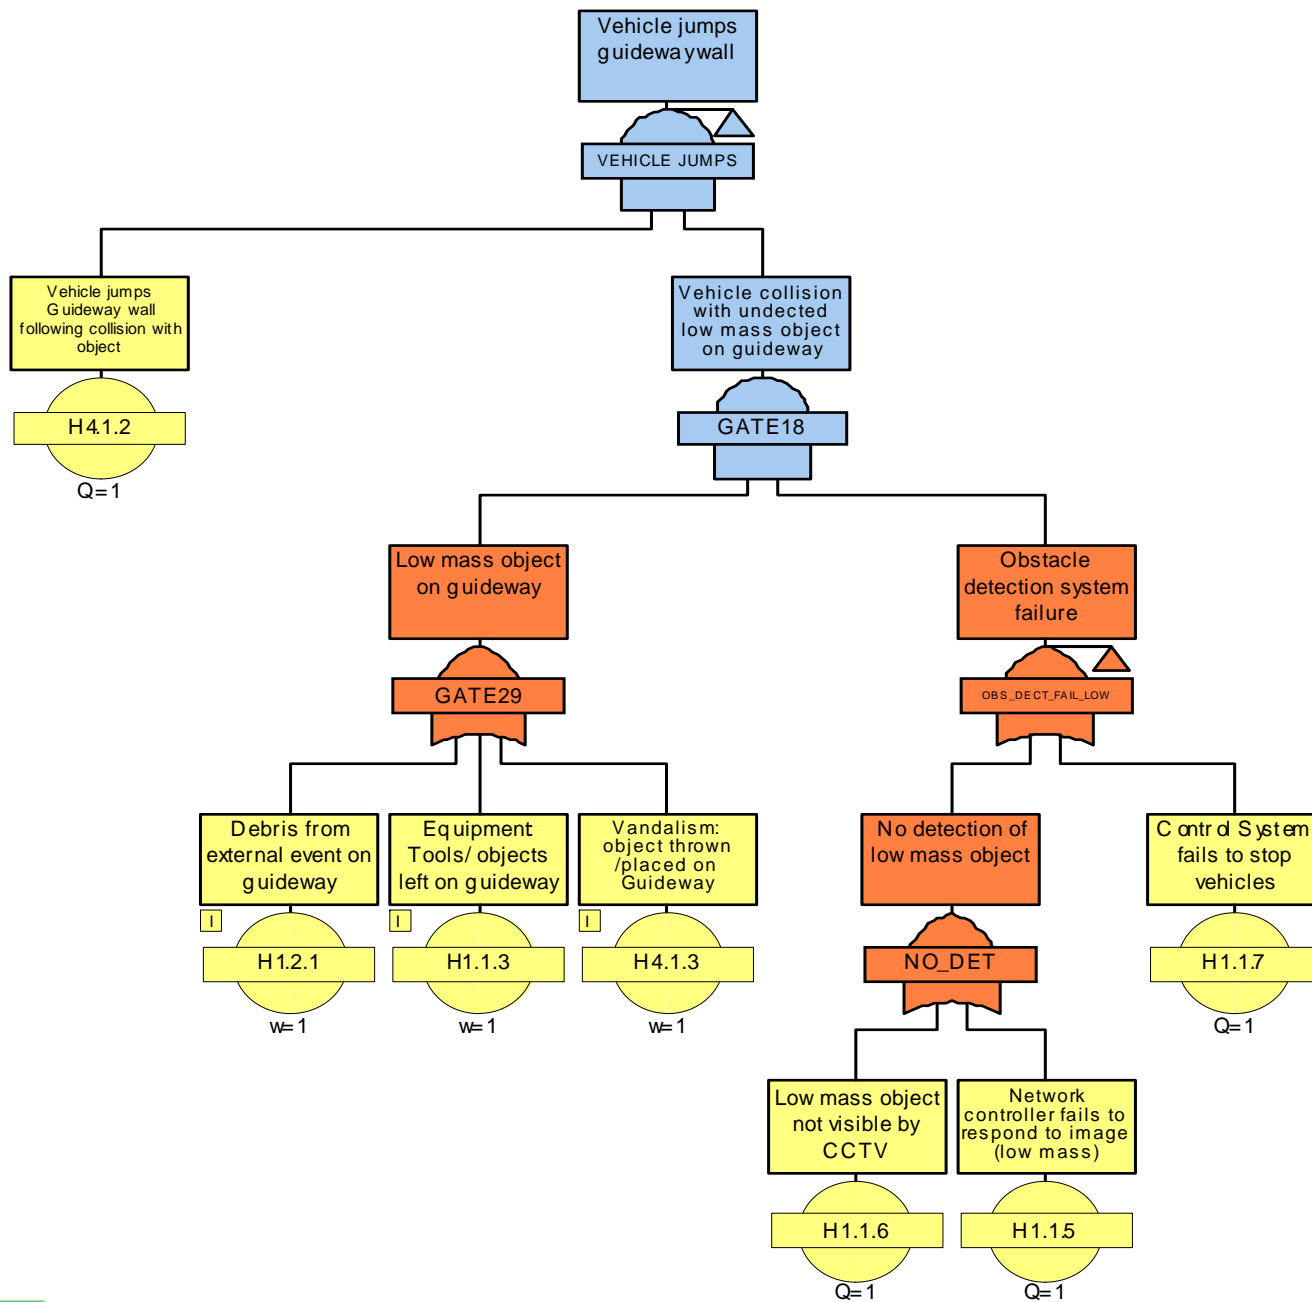 Vehicle jumps
guideway wall
VEHICLE JUMPS
Vehicle jumps
Guideway wall
following collision with
object
H4.1.2
Q=1
Vehicle collision
with undected
low mass object
on guideway
GATE18
Low mass object
on guideway
GATE29
Obstacle
detection system
failure
OBS_DECT_FAIL_LOW
Debris from
external event on
guideway
I
H1.2.1
w=1
Equipment:
Tools/ objects
left on guideway
I
H1.1.3
w=1
Vandalism:
object thrown
/placed on
Guideway
I
H4.1.3
w=1
No detection of
low mass object
NO_DET
Control System
fails to stop
vehicles
H1.1.7
Q=1
Low mass object
not visible by
CCTV
H1.1.6
Q=1
Network
controller fails to
respond to image
(low mass)
H1.1.5
Q=1